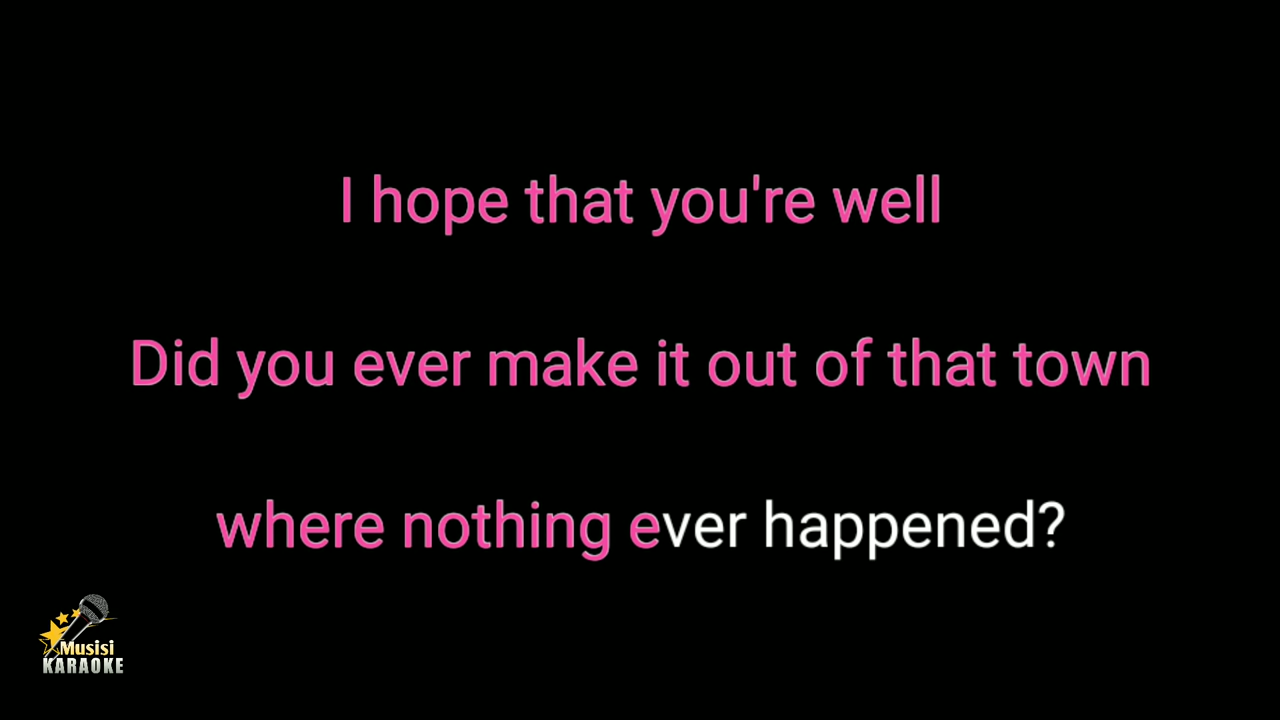 I hope that you're well
Did you ever make it out of that town
where nothing ever happened?
Musisi
KARAOKE